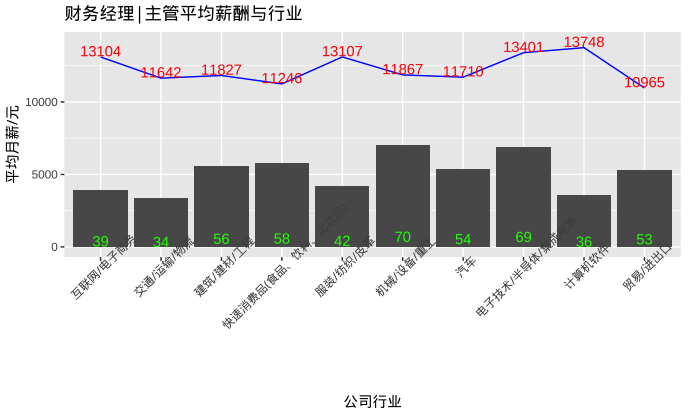 财务经理|主管平均薪酬与行业
平均月薪/元
13104
11642
11827
11246
13107
11867
11710
13401
13748
10965
10000
5000
0
39
34
56
58
42
70
54
69
36
53
互联网/电子商务
交通/运输/物流
建筑/建材/工程
快速消费品(食品、饮料、化妆品)
服装/纺织/皮革
机械/设备/重工
汽车
电子技术/半导体/集成电路
计算机软件
贸易/进出口
公司行业